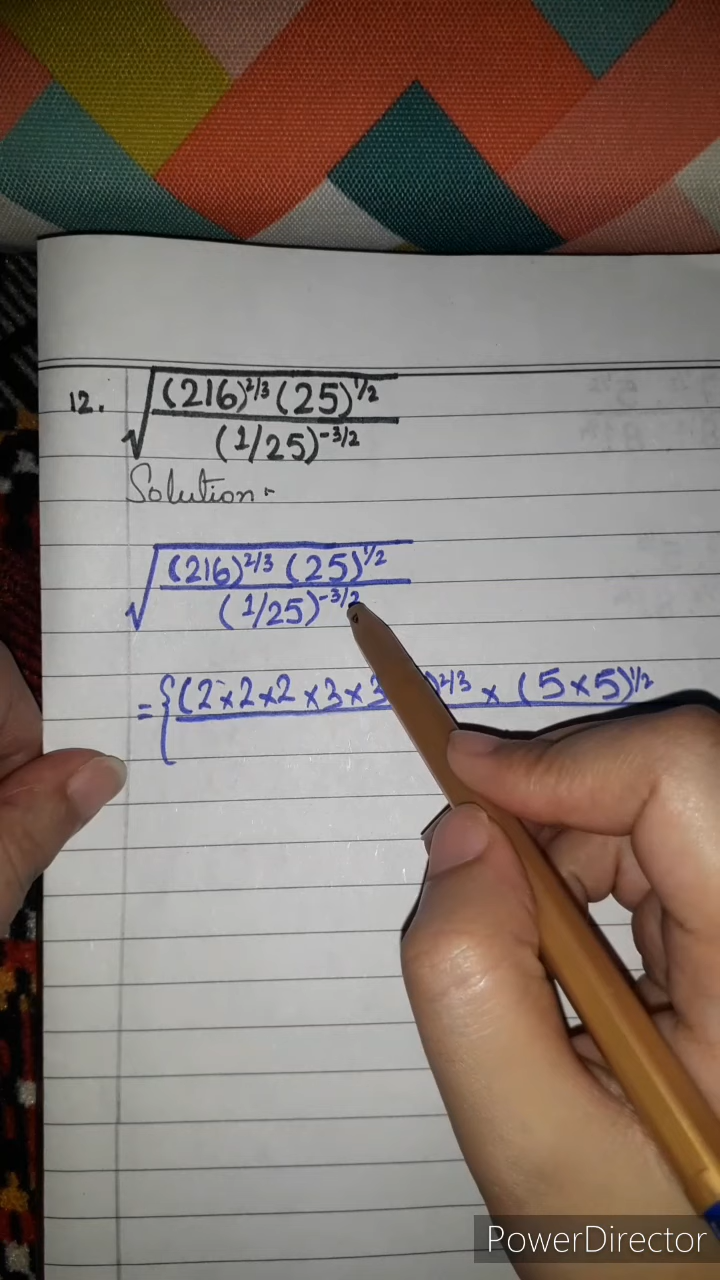 12. √(216)^2/3 (25)^1/2
(1/25)^-3/2
Solution:-
√(216)^2/3 (25)^1/2
(1/25)^-3/2
= {(2×2×2×3×3 )^2/3 × (5×5)^1/2
PowerDirector